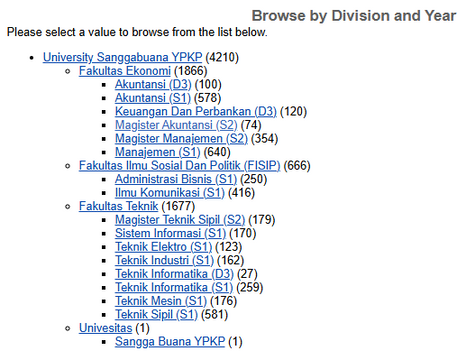 Browse by Division and Year
Please select a value to browse from the list below.
University Sanggabuana YPKP (4210)
Fakultas Ekonomi (1866)
Akuntansi (D3) (100)
Akuntansi (S1) (578)
Keuangan Dan Perbankan (D3) (120)
Magister Akuntansi (S2) (74)
Magister Manajemen (S2) (354)
Manajemen (S1) (640)
Fakultas Ilmu Sosial Dan Politik (FISIP) (666)
Administrasi Bisnis (S1) (250)
Ilmu Komunikasi (S1) (416)
Fakultas Teknik (1677)
Magister Teknik Sipil (S2) (179)
Sistem Informasi (S1) (170)
Teknik Elektro (S1) (123)
Teknik Industri (S1) (162)
Teknik Informatika (D3) (27)
Teknik Informatika (S1) (259)
Teknik Mesin (S1) (176)
Teknik Sipil (S1) (581)
Univesitas (1)
Sangga Buana YPKP (1)